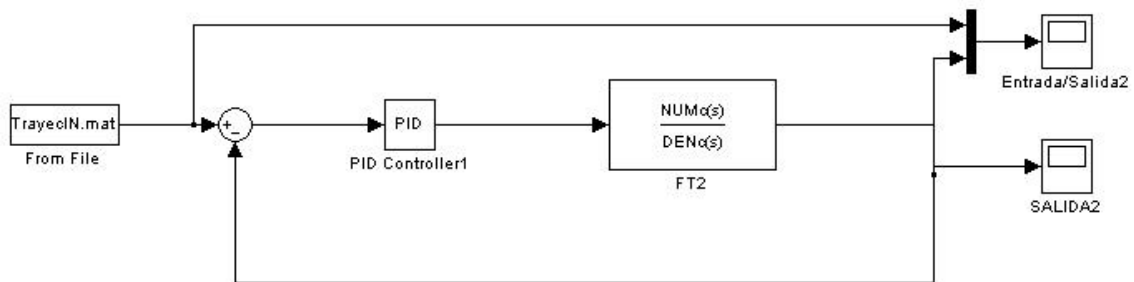 Entrada/Salida2
TrayecIN.mat
From File
+
-
PID
PID Controller1
NUMc(s)
DENc(s)
FT2
SALIDA2